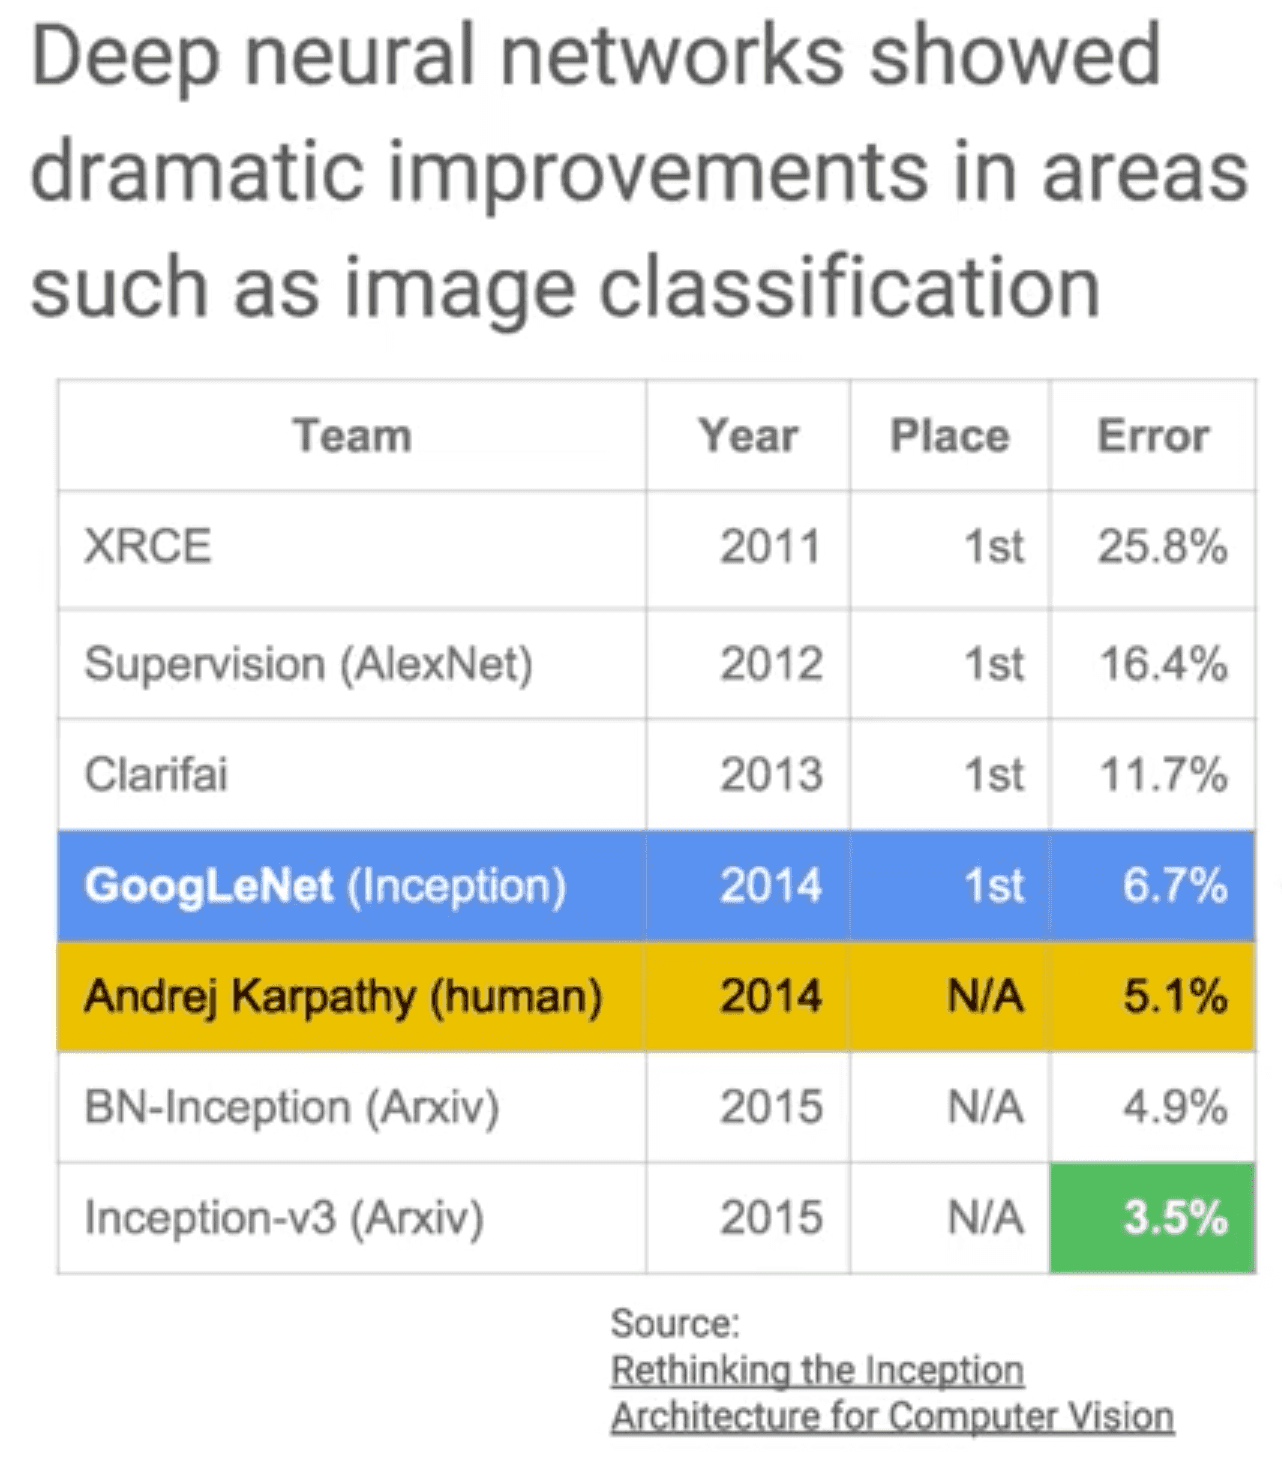 Deep neural networks showed
dramatic improvements in areas
such as image classification
Team Year Place Error
XRCE 2011 1st 25.8%
Supervision (AlexNet) 2012 1st 16.4%
Clarifai 2013 1st 11.7%
GoogLeNet (Inception) 2014 1st 6.7%
Andrej Karpathy (human) 2014 N/A 5.1%
BN-Inception (Arxiv) 2015 N/A 4.9%
Inception-v3 (Arxiv) 2015 N/A 3.5%
Source:
Rethinking the Inception
Architecture for Computer Vision